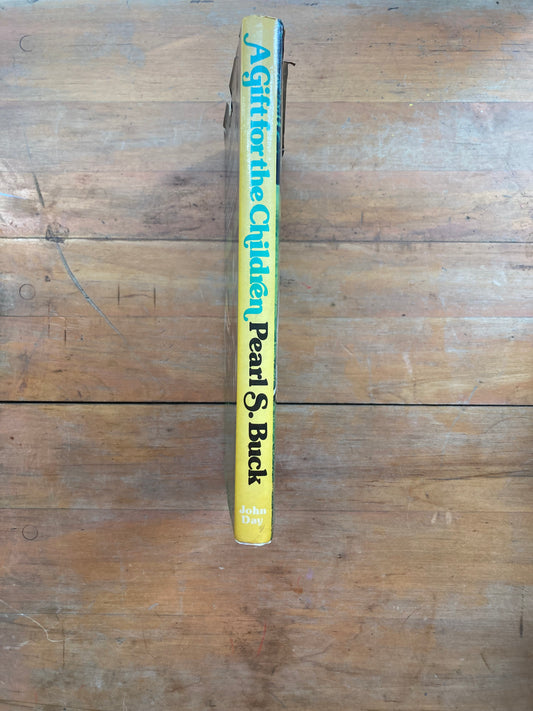 A Gift for the Children Pearl S. Buck
John
Day